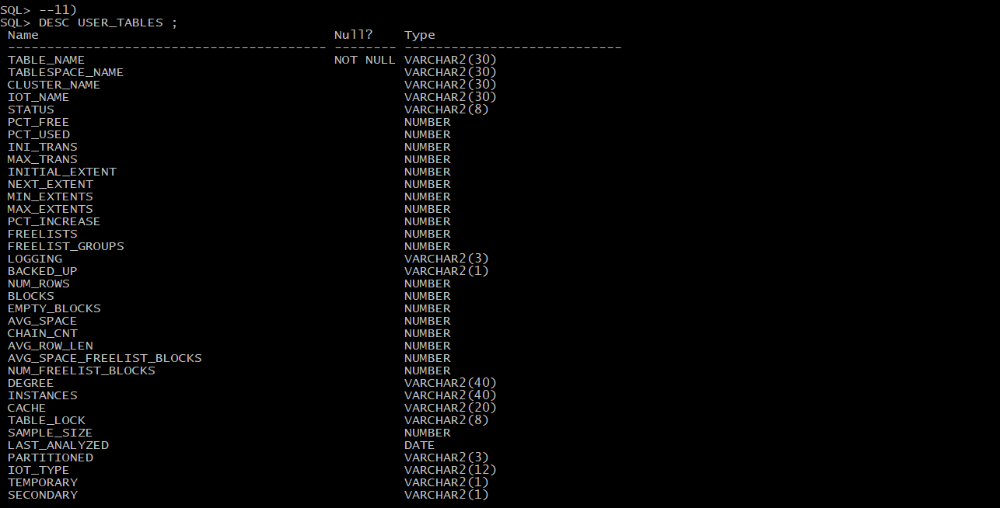 SQL> --11)
SQL> DESC USER_TABLES ;
 Name                                      Null?    Type
 ----------------------------------------- -------- ----------------------------
 TABLE_NAME                                NOT NULL VARCHAR2(30)
 TABLESPACE_NAME                                    VARCHAR2(30)
 CLUSTER_NAME                                       VARCHAR2(30)
 IOT_NAME                                           VARCHAR2(30)
 STATUS                                             VARCHAR2(8)
 PCT_FREE                                           NUMBER
 PCT_USED                                           NUMBER
 INI_TRANS                                          NUMBER
 MAX_TRANS                                          NUMBER
 INITIAL_EXTENT                                     NUMBER
 NEXT_EXTENT                                        NUMBER
 MIN_EXTENTS                                        NUMBER
 MAX_EXTENTS                                        NUMBER
 PCT_INCREASE                                       NUMBER
 FREELISTS                                          NUMBER
 FREELIST_GROUPS                                    NUMBER
 LOGGING                                            VARCHAR2(3)
 BACKED_UP                                          VARCHAR2(1)
 NUM_ROWS                                           NUMBER
 BLOCKS                                             NUMBER
 EMPTY_BLOCKS                                       NUMBER
 AVG_SPACE                                          NUMBER
 CHAIN_CNT                                          NUMBER
 AVG_ROW_LEN                                        NUMBER
 AVG_SPACE_FREELIST_BLOCKS                          NUMBER
 NUM_FREELIST_BLOCKS                                NUMBER
 DEGREE                                             VARCHAR2(40)
 INSTANCES                                          VARCHAR2(40)
 CACHE                                              VARCHAR2(20)
 TABLE_LOCK                                         VARCHAR2(8)
 SAMPLE_SIZE                                        NUMBER
 LAST_ANALYZED                                      DATE
 PARTITIONED                                        VARCHAR2(3)
 IOT_TYPE                                           VARCHAR2(12)
 TEMPORARY                                          VARCHAR2(1)
 SECONDARY                                          VARCHAR2(1)